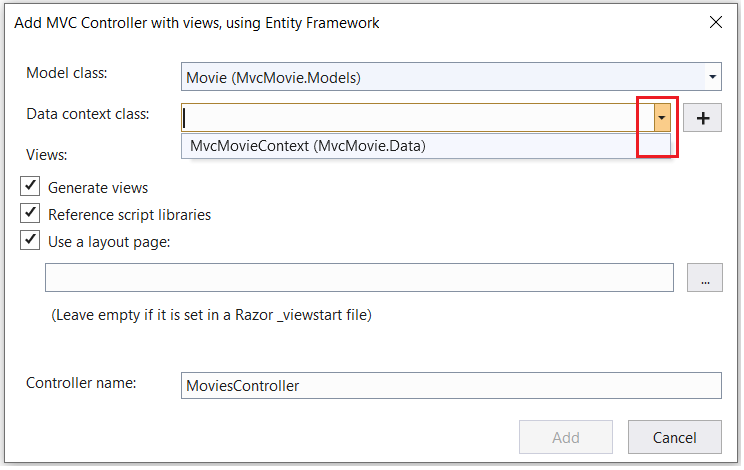 Add MVC Controller with views, using Entity Framework
Model class:
Movie (MvcMovie.Models)
Data context class:
+
MvcMovieContext (MvcMovie.Data)
Views:
Generate views
Reference script libraries
Use a layout page:
...
(Leave empty if it is set in a Razor _viewstart file)
Controller name:
MoviesController
Add
Cancel